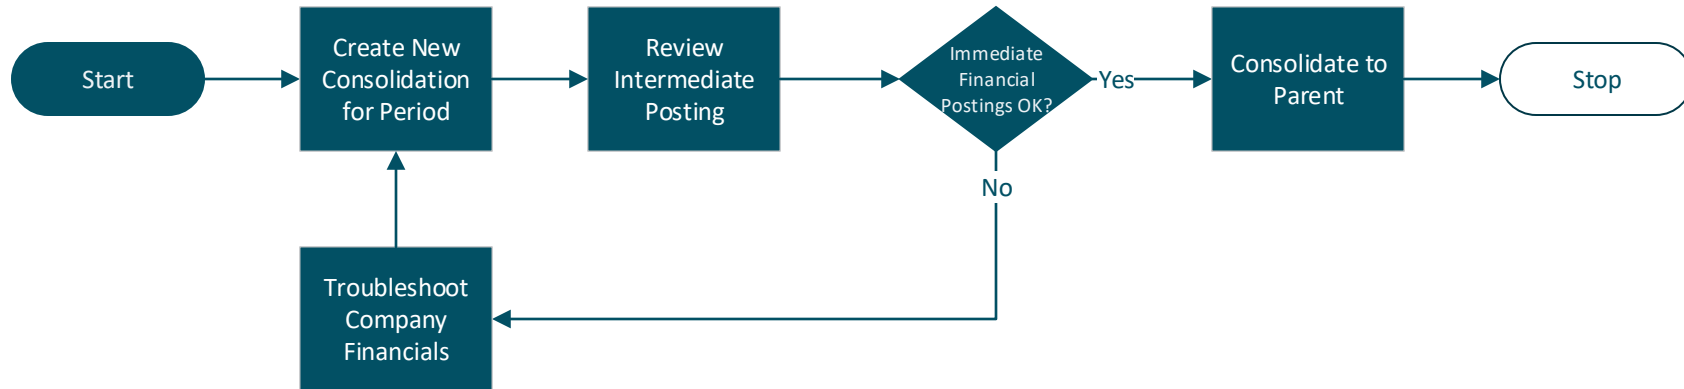 Start
Create New
Consolidation
for Period
Review
Intermediate
Posting
Immediate
Financial
Postings OK?
Yes
Consolidate to
Parent
Stop
No
Troubleshoot
Company
Financials